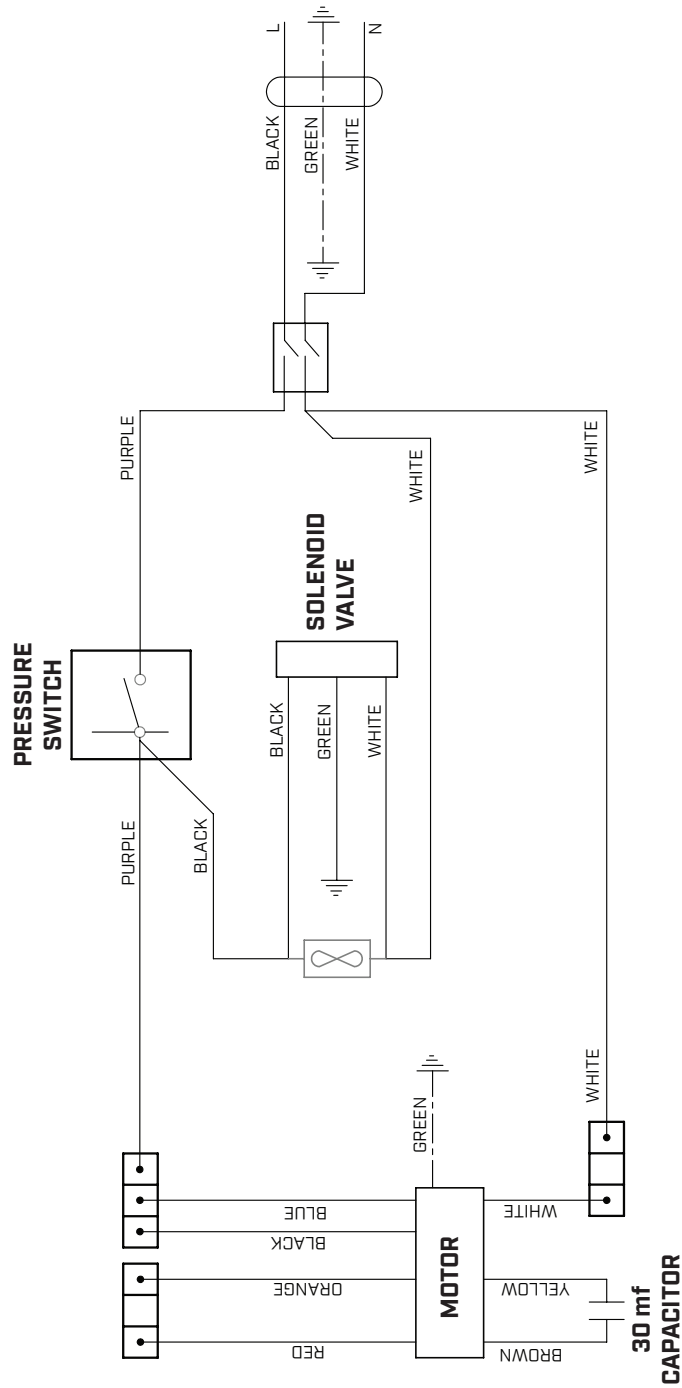 L
N
BLACK
GREEN
WHITE
PURPLE
WHITE
WHITE
PRESSURE
SWITCH
SOLENOID
VALVE
PURPLE
BLACK
BLACK
GREEN
WHITE
WHITE
GREEN
BLUE
BLACK
ORANGE
RED
MOTOR
WHITE
YELLOW
BROWN
30 mf
CAPACITOR